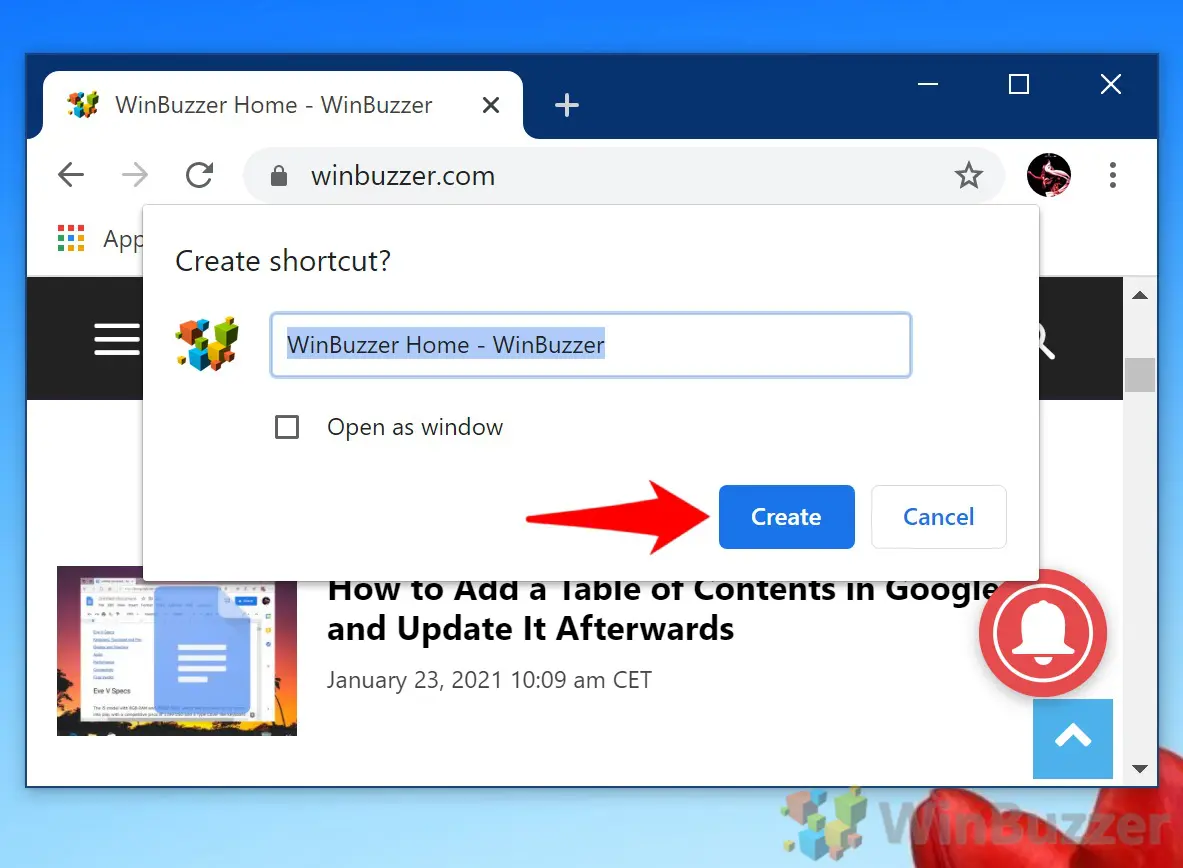 WinBuzzer Home - WinBuzzer
winbuzzer.com
App
Create shortcut?
WinBuzzer Home - WinBuzzer
Open as window
Create
Cancel
How to Add a Table of Contents in Google
and Update It Afterwards
January 23, 2021 10:09 am CET
Eve V Specs
WinBuzzer